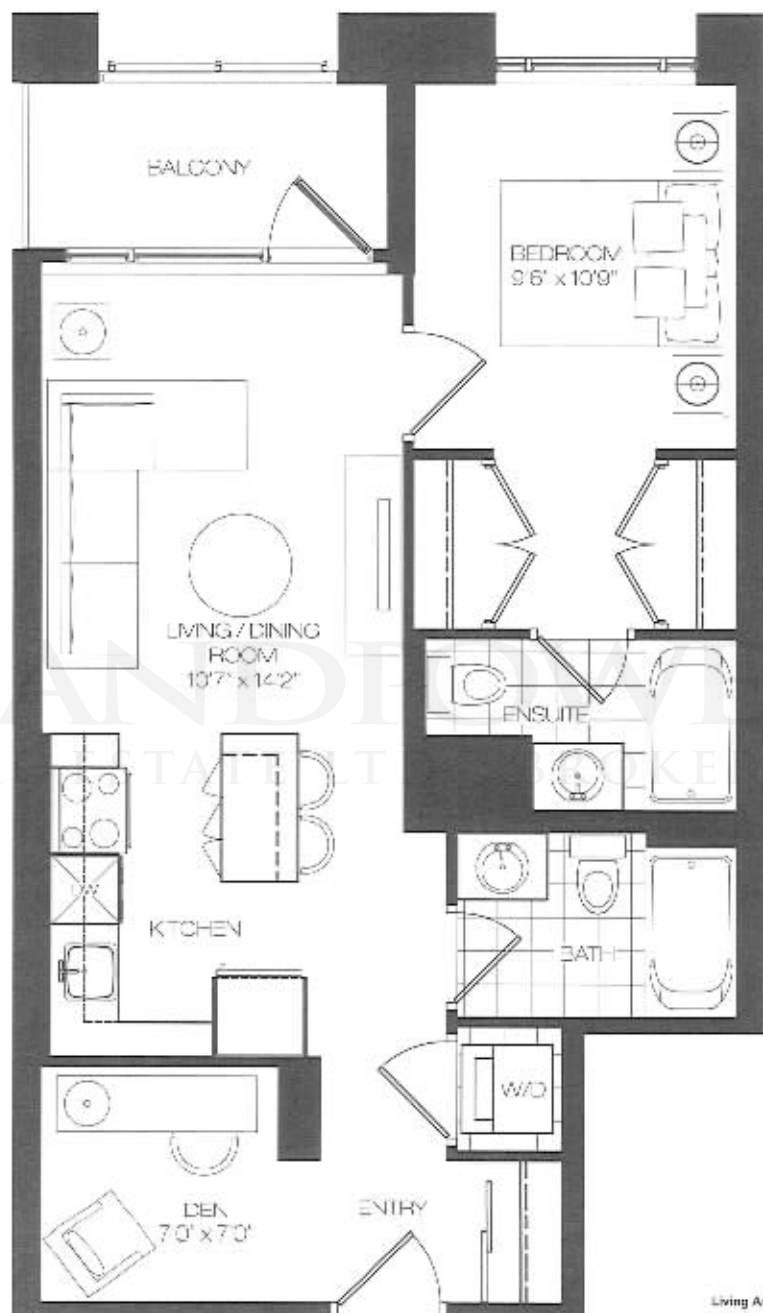 BALCONY
BEDROOM
9'6" x 10'9"
LIVING / DINING
ROOM
10'7" x 14'2"
ENSUITE
DW
KITCHEN
BATH
W/D
DEN
7'0" x 7'0"
ENTRY
Living A